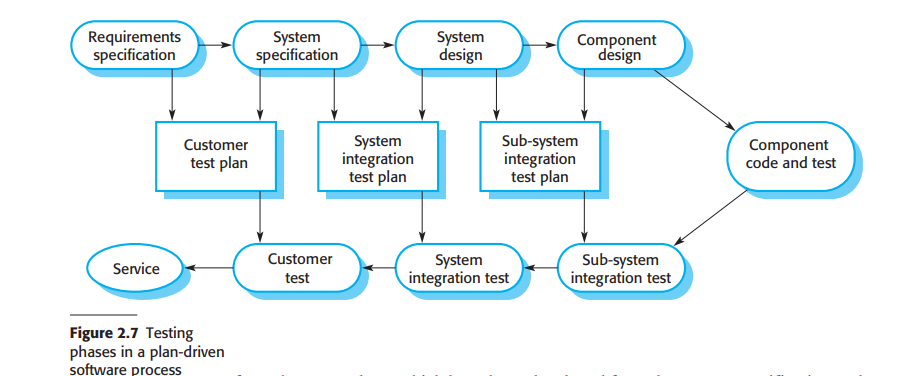 Requirements
specification
System
specification
System
design
Component
design
Customer
test plan
System
integration
test plan
Sub-system
integration
test plan
Component
code and test
Service
Customer
test
System
integration test
Sub-system
integration test
Figure 2.7 Testing
phases in a plan-driven
software process